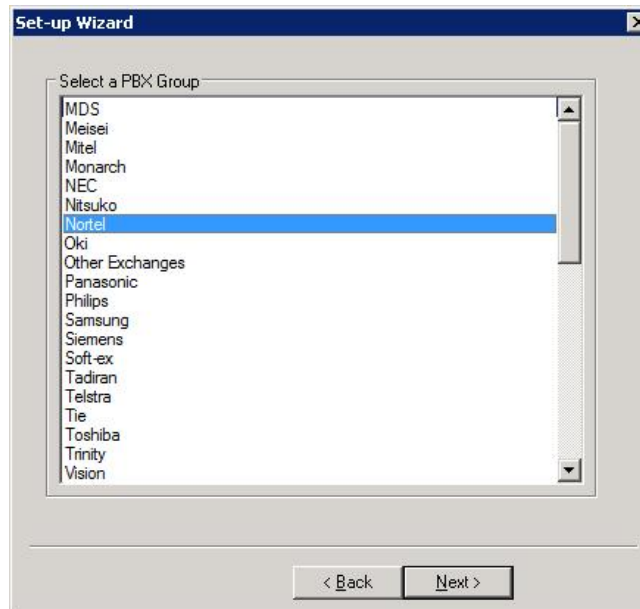 Set-up Wizard
Select a PBX Group
MDS
Meisei
Mitel
Monarch
NEC
Nitsuko
Nortel
Oki
Other Exchanges
Panasonic
Philips
Samsung
Siemens
Soft-ex
Tadiran
Telstra
Tie
Toshiba
Trinity
Vision
< Back Next >